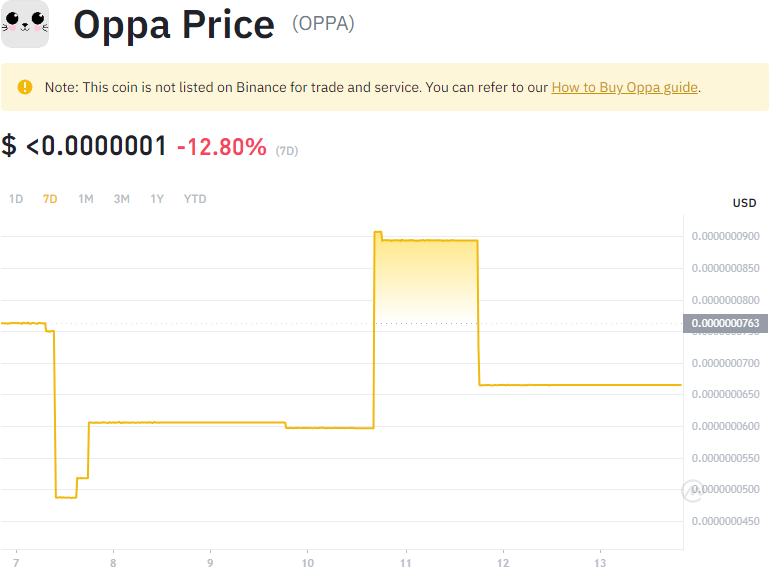 Oppa Price (OPPA)
Note: This coin is not listed on Binance for trade and service. You can refer to our How to Buy Oppa guide.
$ <0.0000001 -12.80% (7D)
1D 7D 1M 3M 1Y YTD
USD
0.0000000900
0.0000000850
0.0000000800
0.0000000763
0.0000000700
0.0000000650
0.0000000600
0.0000000550
0.0000000500
0.0000000450
7 8 9 10 11 12 13